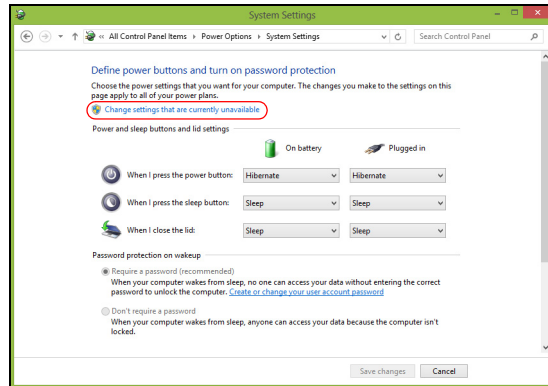 System Settings
« All Control Panel Items ▸ Power Options ▸ System Settings
Search Control Panel
Define power buttons and turn on password protection
Choose the power settings that you want for your computer. The changes you make to the settings on this
page apply to all of your power plans.
Change settings that are currently unavailable
Power and sleep buttons and lid settings
On battery Plugged in
When I press the power button: Hibernate Hibernate
When I press the sleep button: Sleep Sleep
When I close the lid: Sleep Sleep
Password protection on wakeup
Require a password (recommended)
When your computer wakes from sleep, no one can access your data without entering the correct
password to unlock the computer. Create or change your user account password
Don't require a password
When your computer wakes from sleep, anyone can access your data because the computer isn't
locked.
Save changes Cancel